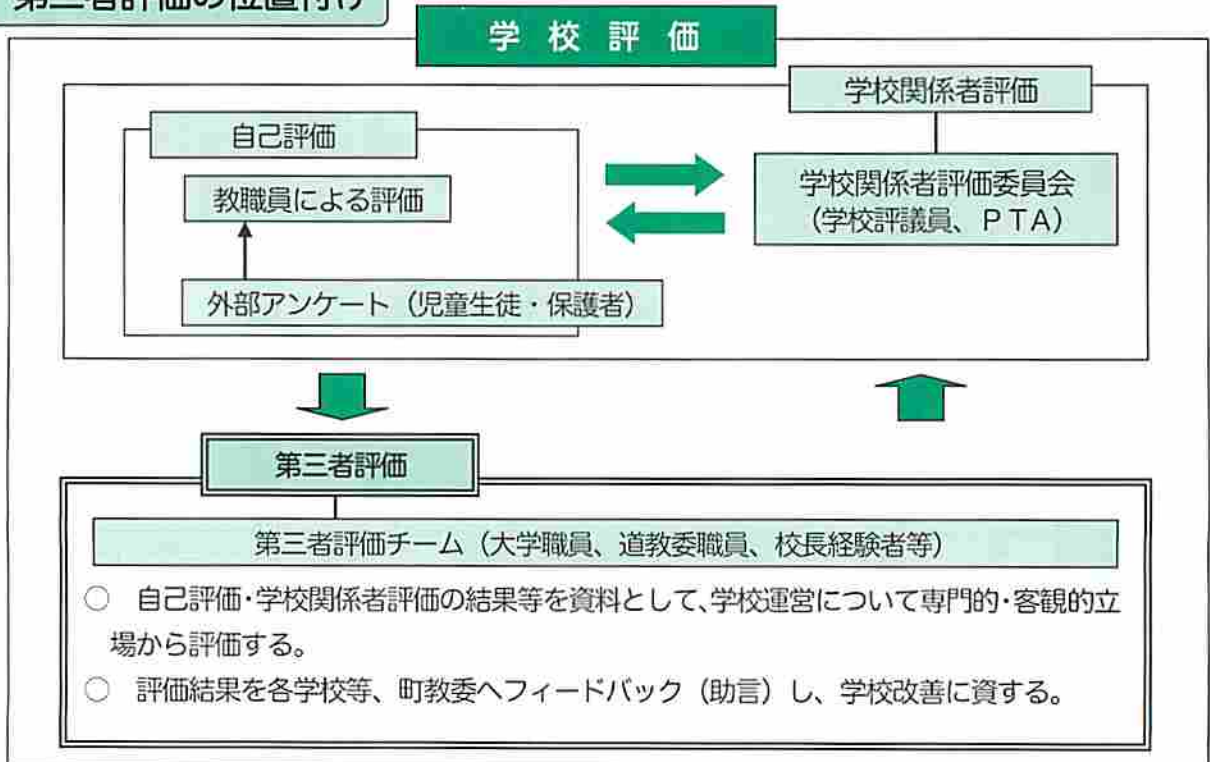 第三者評価の位置付け
学校評価
学校関係者評価
自己評価
教職員による評価
学校関係者評価委員会
（学校評議員、ＰＴＡ）
外部アンケート（児童生徒・保護者）
第三者評価
第三者評価チーム（大学職員、道教委職員、校長経験者等）
○　自己評価・学校関係者評価の結果等を資料として、学校運営について専門的・客観的立
場から評価する。
○　評価結果を各学校等、町教委へフィードバック（助言）し、学校改善に資する。